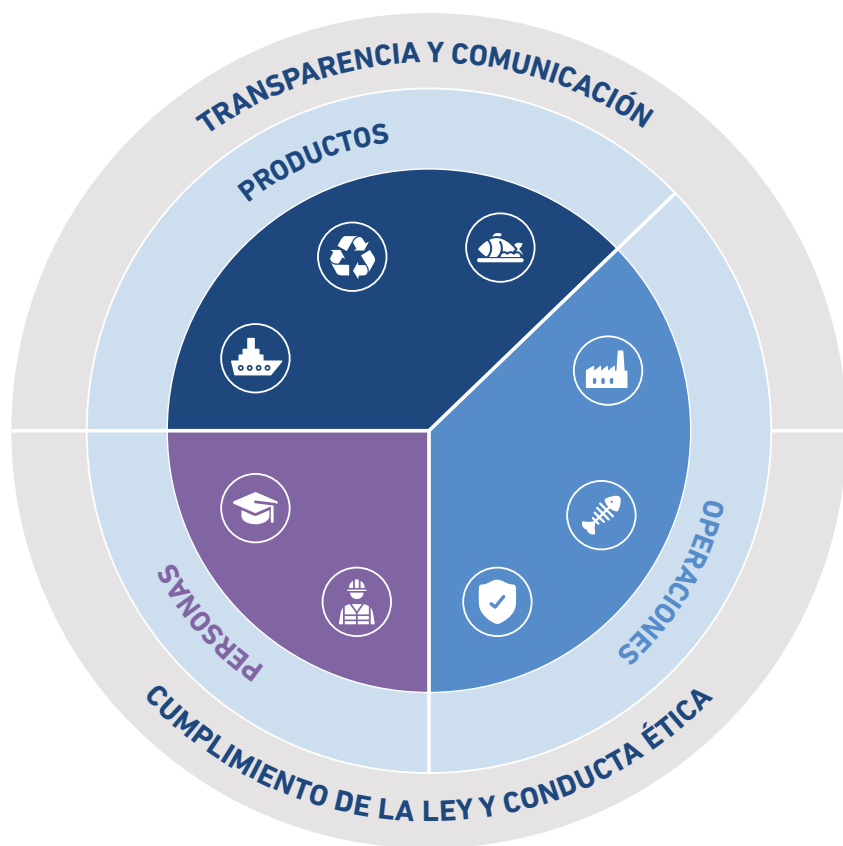 TRANSPARENCIA Y COMUNICACIÓN
PRODUCTOS
OPERACIONES
PERSONAS
CUMPLIMIENTO DE LA LEY Y CONDUCTA ÉTICA